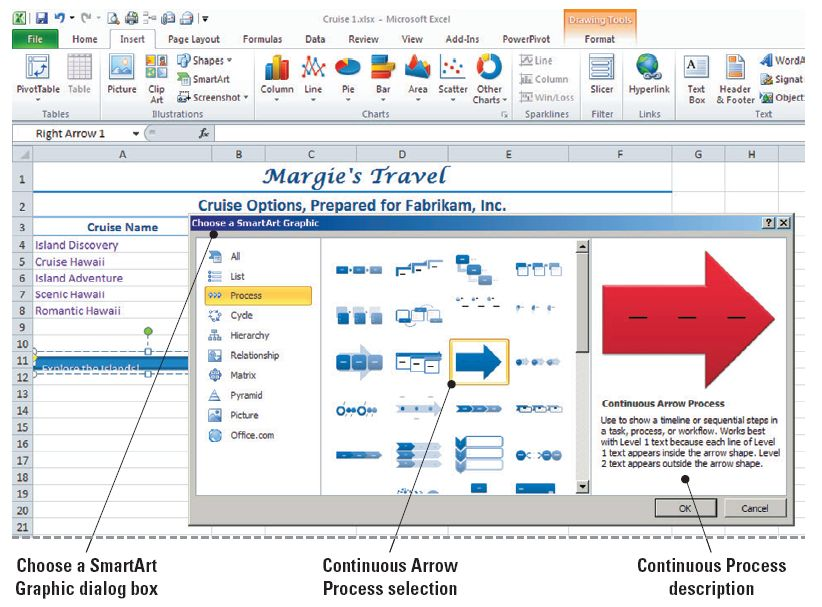 Cruise 1.xlsx - Microsoft Excel
Drawing Tools
File Home Insert Page Layout Formulas Data Review View Add-Ins PowerPivot Format
PivotTable Table Picture Clip Art Shapes SmartArt Screenshot Column Line Pie Bar Area Scatter Other Charts Line Column Win/Loss Slicer Hyperlink Text Box Header & Footer WordA Signat Object
Tables Illustrations Charts Sparklines Filter Links Text
Right Arrow 1 fx
A B C D E F G H
1 Margie's Travel
2 Cruise Options, Prepared for Fabrikam, Inc.
Choose a SmartArt Graphic
3 Cruise Name
4 Island Discovery
5 Cruise Hawaii
6 Island Adventure
7 Scenic Hawaii
8 Romantic Hawaii
9
10
11 Explore the Islands!
12
13
14
15
16
17
18
19
20
21
All
List
Process
Cycle
Hierarchy
Relationship
Matrix
Pyramid
Picture
Office.com
Continuous Arrow Process
Use to show a timeline or sequential steps in
a task, process, or workflow. Works best
with Level 1 text because each line of Level
1 text appears inside the arrow shape. Level
2 text appears outside the arrow shape.
OK Cancel
Choose a SmartArt
Graphic dialog box
Continuous Arrow
Process selection
Continuous Process
description